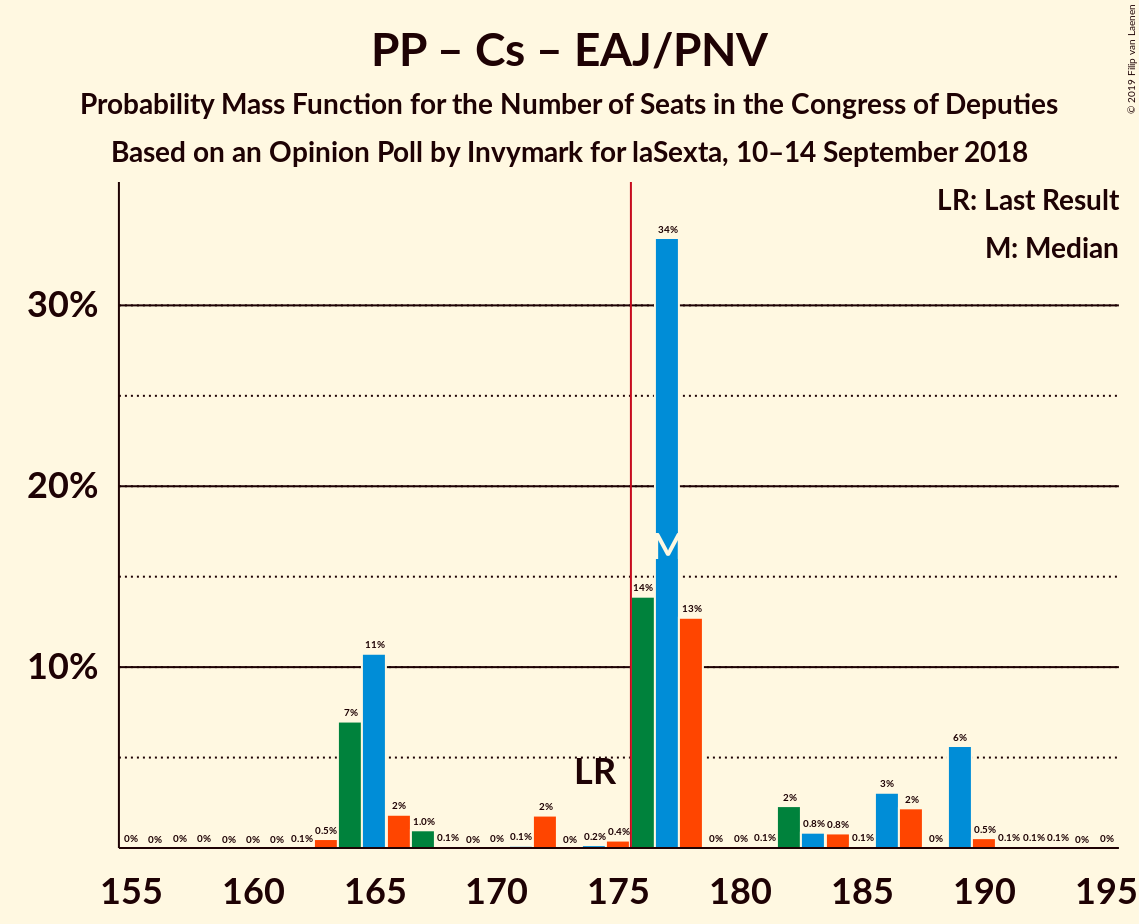 PP – Cs – EAJ/PNV
Probability Mass Function for the Number of Seats in the Congress of Deputies
Based on an Opinion Poll by Invymark for laSexta, 10–14 September 2018
© 2019 Filip van Laenen
LR: Last Result
M: Median
30%
20%
10%
0% 0% 0% 0% 0% 0% 0% 0.1% 0.5% 7% 11% 2% 1.0% 0.1% 0% 0% 0.1% 2% 0% 0.2% 0.4% 14% 34% 13% 0% 0% 0.1% 2% 0.8% 0.8% 0.1% 3% 2% 0% 6% 0.5% 0.1% 0.1% 0.1% 0% 0%
M
LR
155 160 165 170 175 180 185 190 195